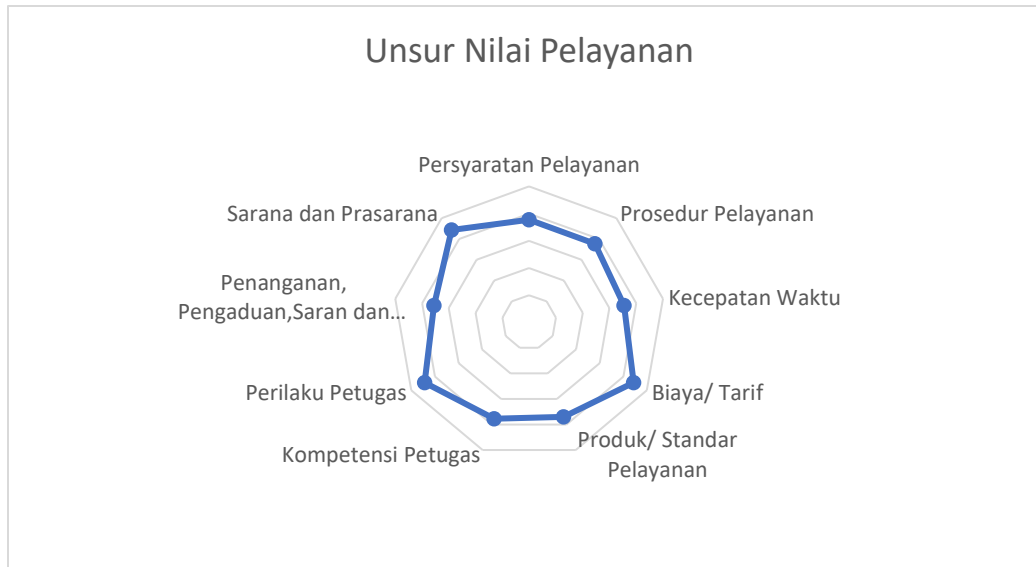 Unsur Nilai Pelayanan
Persyaratan Pelayanan
Prosedur Pelayanan
Kecepatan Waktu
Biaya/ Tarif
Produk/ Standar
Pelayanan
Kompetensi Petugas
Perilaku Petugas
Penanganan,
Pengaduan,Saran dan...
Sarana dan Prasarana